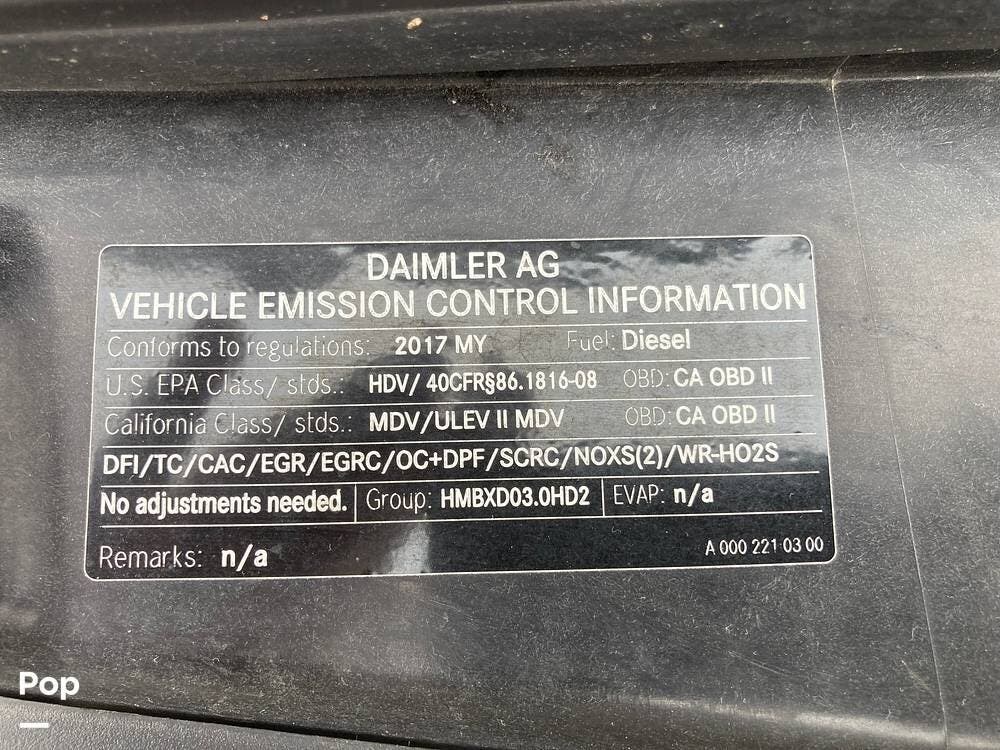 DAIMLER AG
VEHICLE EMISSION CONTROL INFORMATION
Conforms to regulations: 2017 MY Fuel: Diesel
U.S. EPA Class/ stds.: HDV/ 40CFR§86.1816-08 OBD: CA OBD II
California Class/ stds.: MDV/ULEV II MDV OBD: CA OBD II
DFI/TC/CAC/EGR/EGRC/OC+DPF/SCRC/NOXS(2)/WR-HO2S
No adjustments needed. Group: HMBXD03.0HD2 EVAP: n/a
Remarks: n/a A 000 221 03 00
Pop